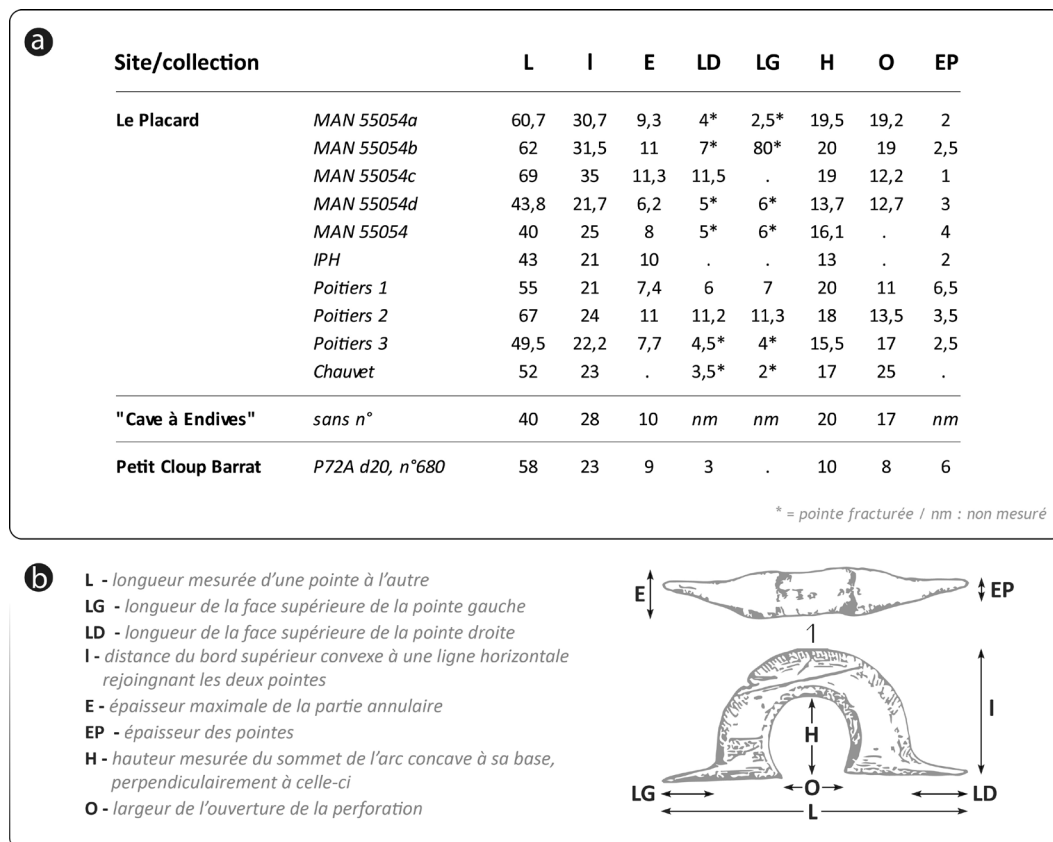 a
Site/collection L l E LD LG H O EP
Le Placard MAN 55054a 60,7 30,7 9,3 4* 2,5* 19,5 19,2 2
MAN 55054b 62 31,5 11 7* 80* 20 19 2,5
MAN 55054c 69 35 11,3 11,5 . 19 12,2 1
MAN 55054d 43,8 21,7 6,2 5* 6* 13,7 12,7 3
MAN 55054 40 25 8 5* 6* 16,1 . 4
IPH 43 21 10 . . 13 . 2
Poitiers 1 55 21 7,4 6 7 20 11 6,5
Poitiers 2 67 24 11 11,2 11,3 18 13,5 3,5
Poitiers 3 49,5 22,2 7,7 4,5* 4* 15,5 17 2,5
Chauvet 52 23 . 3,5* 2* 17 25 .
"Cave à Endives" sans n° 40 28 10 nm nm 20 17 nm
Petit Cloup Barrat P72A d20, n°680 58 23 9 3 . 10 8 6
* = pointe fracturée / nm : non mesuré
b
L - longueur mesurée d'une pointe à l'autre
LG - longueur de la face supérieure de la pointe gauche
LD - longueur de la face supérieure de la pointe droite
l - distance du bord supérieur convexe à une ligne horizontale
rejoingnant les deux pointes
E - épaisseur maximale de la partie annulaire
EP - épaisseur des pointes
H - hauteur mesurée du sommet de l'arc concave à sa base,
perpendiculairement à celle-ci
O - largeur de l'ouverture de la perforation
E
EP
l
H
LG
O
LD
L